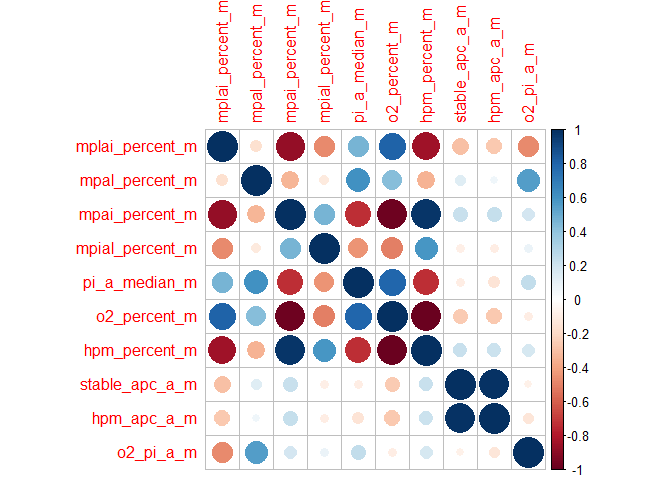 mplai_percent_m
mpal_percent_m
mpai_percent_m
mpial_percent_m
pi_a_median_m
o2_percent_m
hpm_percent_m
stable_apc_a_m
hpm_apc_a_m
o2_pi_a_m
mplai_percent_m
mpal_percent_m
mpai_percent_m
mpial_percent_m
pi_a_median_m
o2_percent_m
hpm_percent_m
stable_apc_a_m
hpm_apc_a_m
o2_pi_a_m
1
0.8
0.6
0.4
0.2
0
-0.2
-0.4
-0.6
-0.8
-1